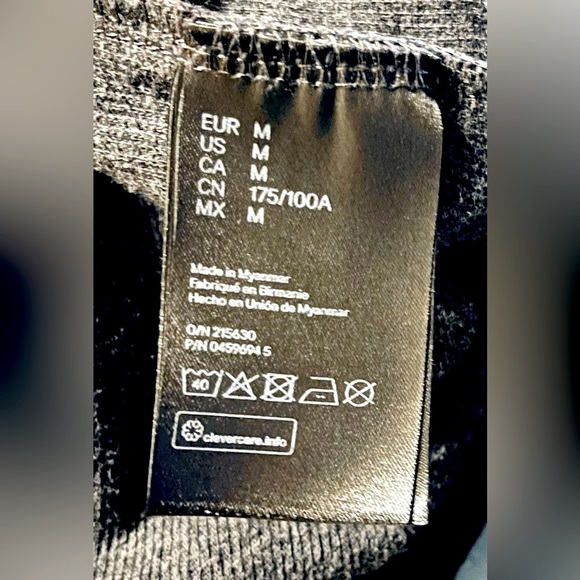 EUR M
US M
CA M
CN 175/100A
MX M
Made in Myanmar
Fabriqué en Birmanie
Hecho en Unión de Myanmar
O/N 215630
P/N 0459694 5
40
clevercare.info